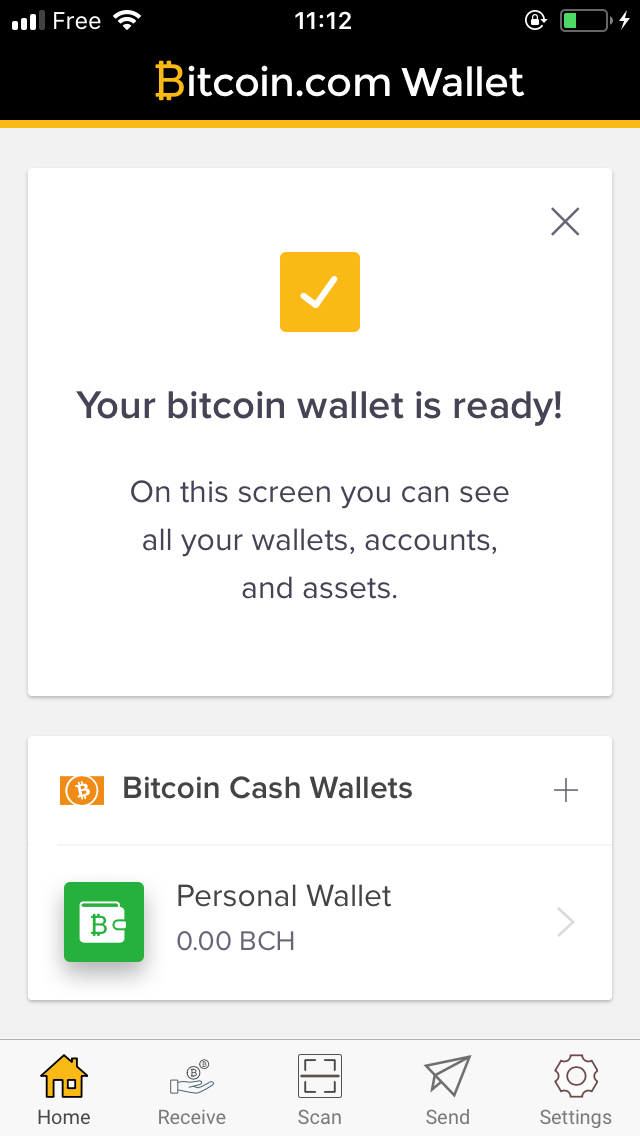 Free 11:12
Bitcoin.com Wallet
Your bitcoin wallet is ready!
On this screen you can see
all your wallets, accounts,
and assets.
Bitcoin Cash Wallets
Personal Wallet
0.00 BCH
Home Receive Scan Send Settings